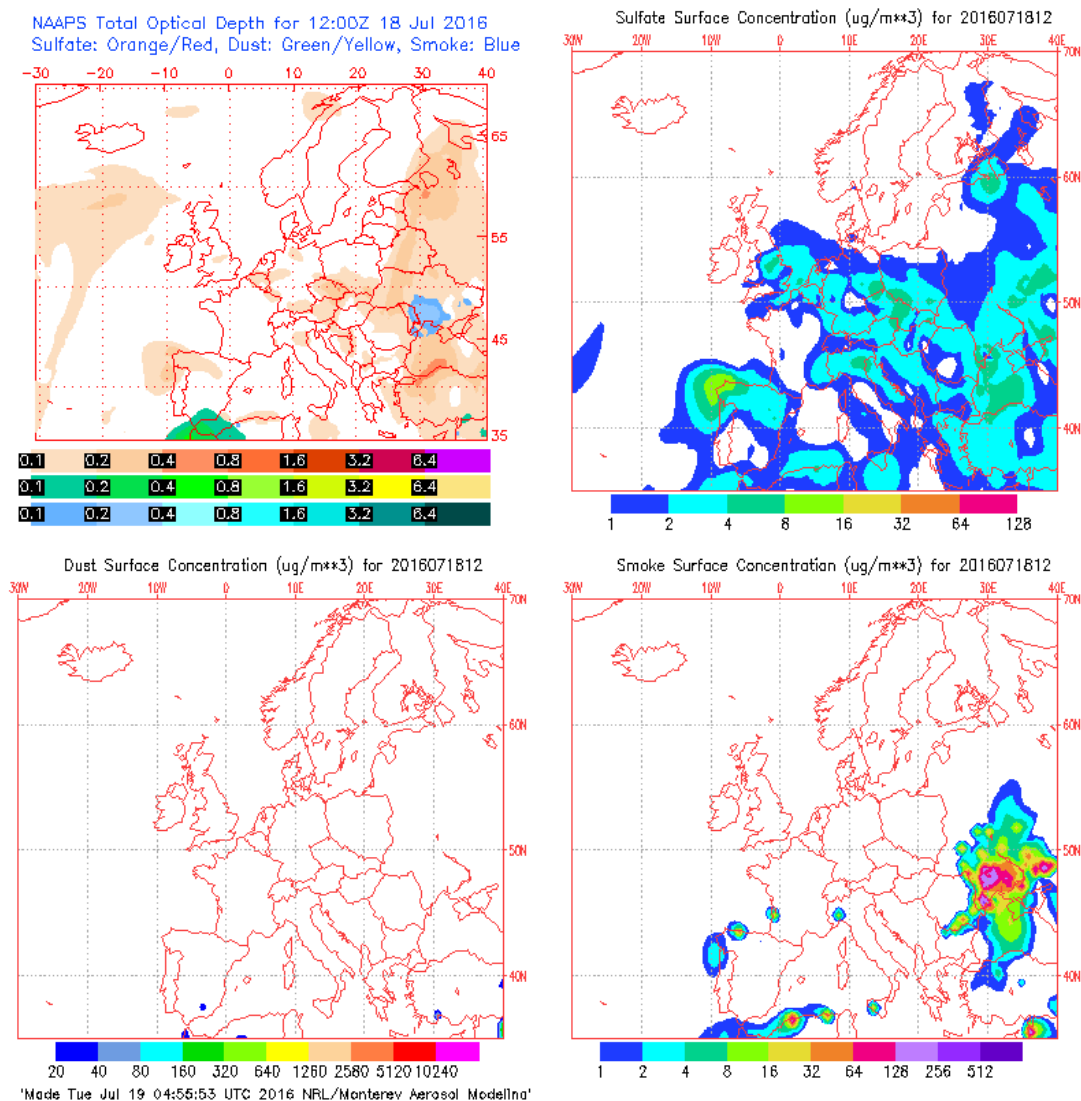 NAAPS Total Optical Depth for 12:00Z 18 Jul 2016
Sulfate: Orange/Red, Dust: Green/Yellow, Smoke: Blue
-30 -20 -10 0 10 20 30 40
65
55
45
35
0.1 0.2 0.4 0.8 1.6 3.2 6.4
0.1 0.2 0.4 0.8 1.6 3.2 6.4
0.1 0.2 0.4 0.8 1.6 3.2 6.4
Sulfate Surface Concentration (ug/m**3) for 2016071812
30W 20W 10W 0 10E 20E 30E 40E
70N
60N
50N
40N
1 2 4 8 16 32 64 128
Dust Surface Concentration (ug/m**3) for 2016071812
30W 20W 10W 0 10E 20E 30E 40E
70N
60N
50N
40N
20 40 80 160 320 640 1260 2580 5120 10240
'Made Tue Jul 19 04:55:53 UTC 2016 NRL/Monterey Aerosol Modeling'
Smoke Surface Concentration (ug/m**3) for 2016071812
30W 20W 10W 0 10E 20E 30E 40E
70N
60N
50N
40N
1 2 4 8 16 32 64 128 256 512